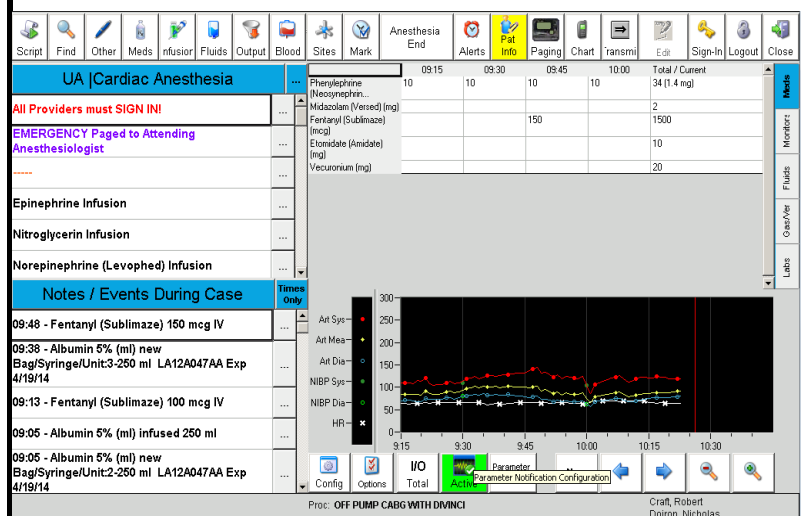 Script Find Other Meds nfusior Fluids Output Blood Sites Mark Anesthesia End Alerts Pat Info Paging Chart Transmi Edit Sign-In Logout Close
UA |Cardiac Anesthesia ...
All Providers must SIGN IN! ...
EMERGENCY Paged to Attending
Anesthesiologist ...
----- ...
Epinephrine Infusion ...
Nitroglycerin Infusion ...
Norepinephrine (Levophed) Infusion ...
Notes / Events During Case Times Only
09:48 - Fentanyl (Sublimaze) 150 mcg IV ...
09:38 - Albumin 5% (ml) new
Bag/Syringe/Unit:3-250 ml LA12A047AA Exp
4/19/14 ...
09:13 - Fentanyl (Sublimaze) 100 mcg IV ...
09:05 - Albumin 5% (ml) infused 250 ml ...
09:05 - Albumin 5% (ml) new
Bag/Syringe/Unit:2-250 ml LA12A047AA Exp
4/19/14 ...
09:15 09:30 09:45 10:00 Total / Current
Phenylephrine 10 10 10 10 34 (1.4 mg)
(Neosynephrin...
Midazolam (Versed) (mg) 2
Fentanyl (Sublimaze) 150 1500
(mcg)
Etomidate (Amidate) 10
(mg)
Vecuronium (mg) 20
Meds
Monitors
Fluids
Gas/Ver
Labs
300
Art Sys 250
Art Mea 200
Art Dia 150
NIBP Sys 100
NIBP Dia 50
HR 0
9:15 9:30 9:45 10:00 10:15 10:30
Config Options I/O Total Active Parameter
Parameter Notification Configuration
Proc: OFF PUMP CABG WITH DIVINCI
Craft, Robert
Doiron, Nicholas